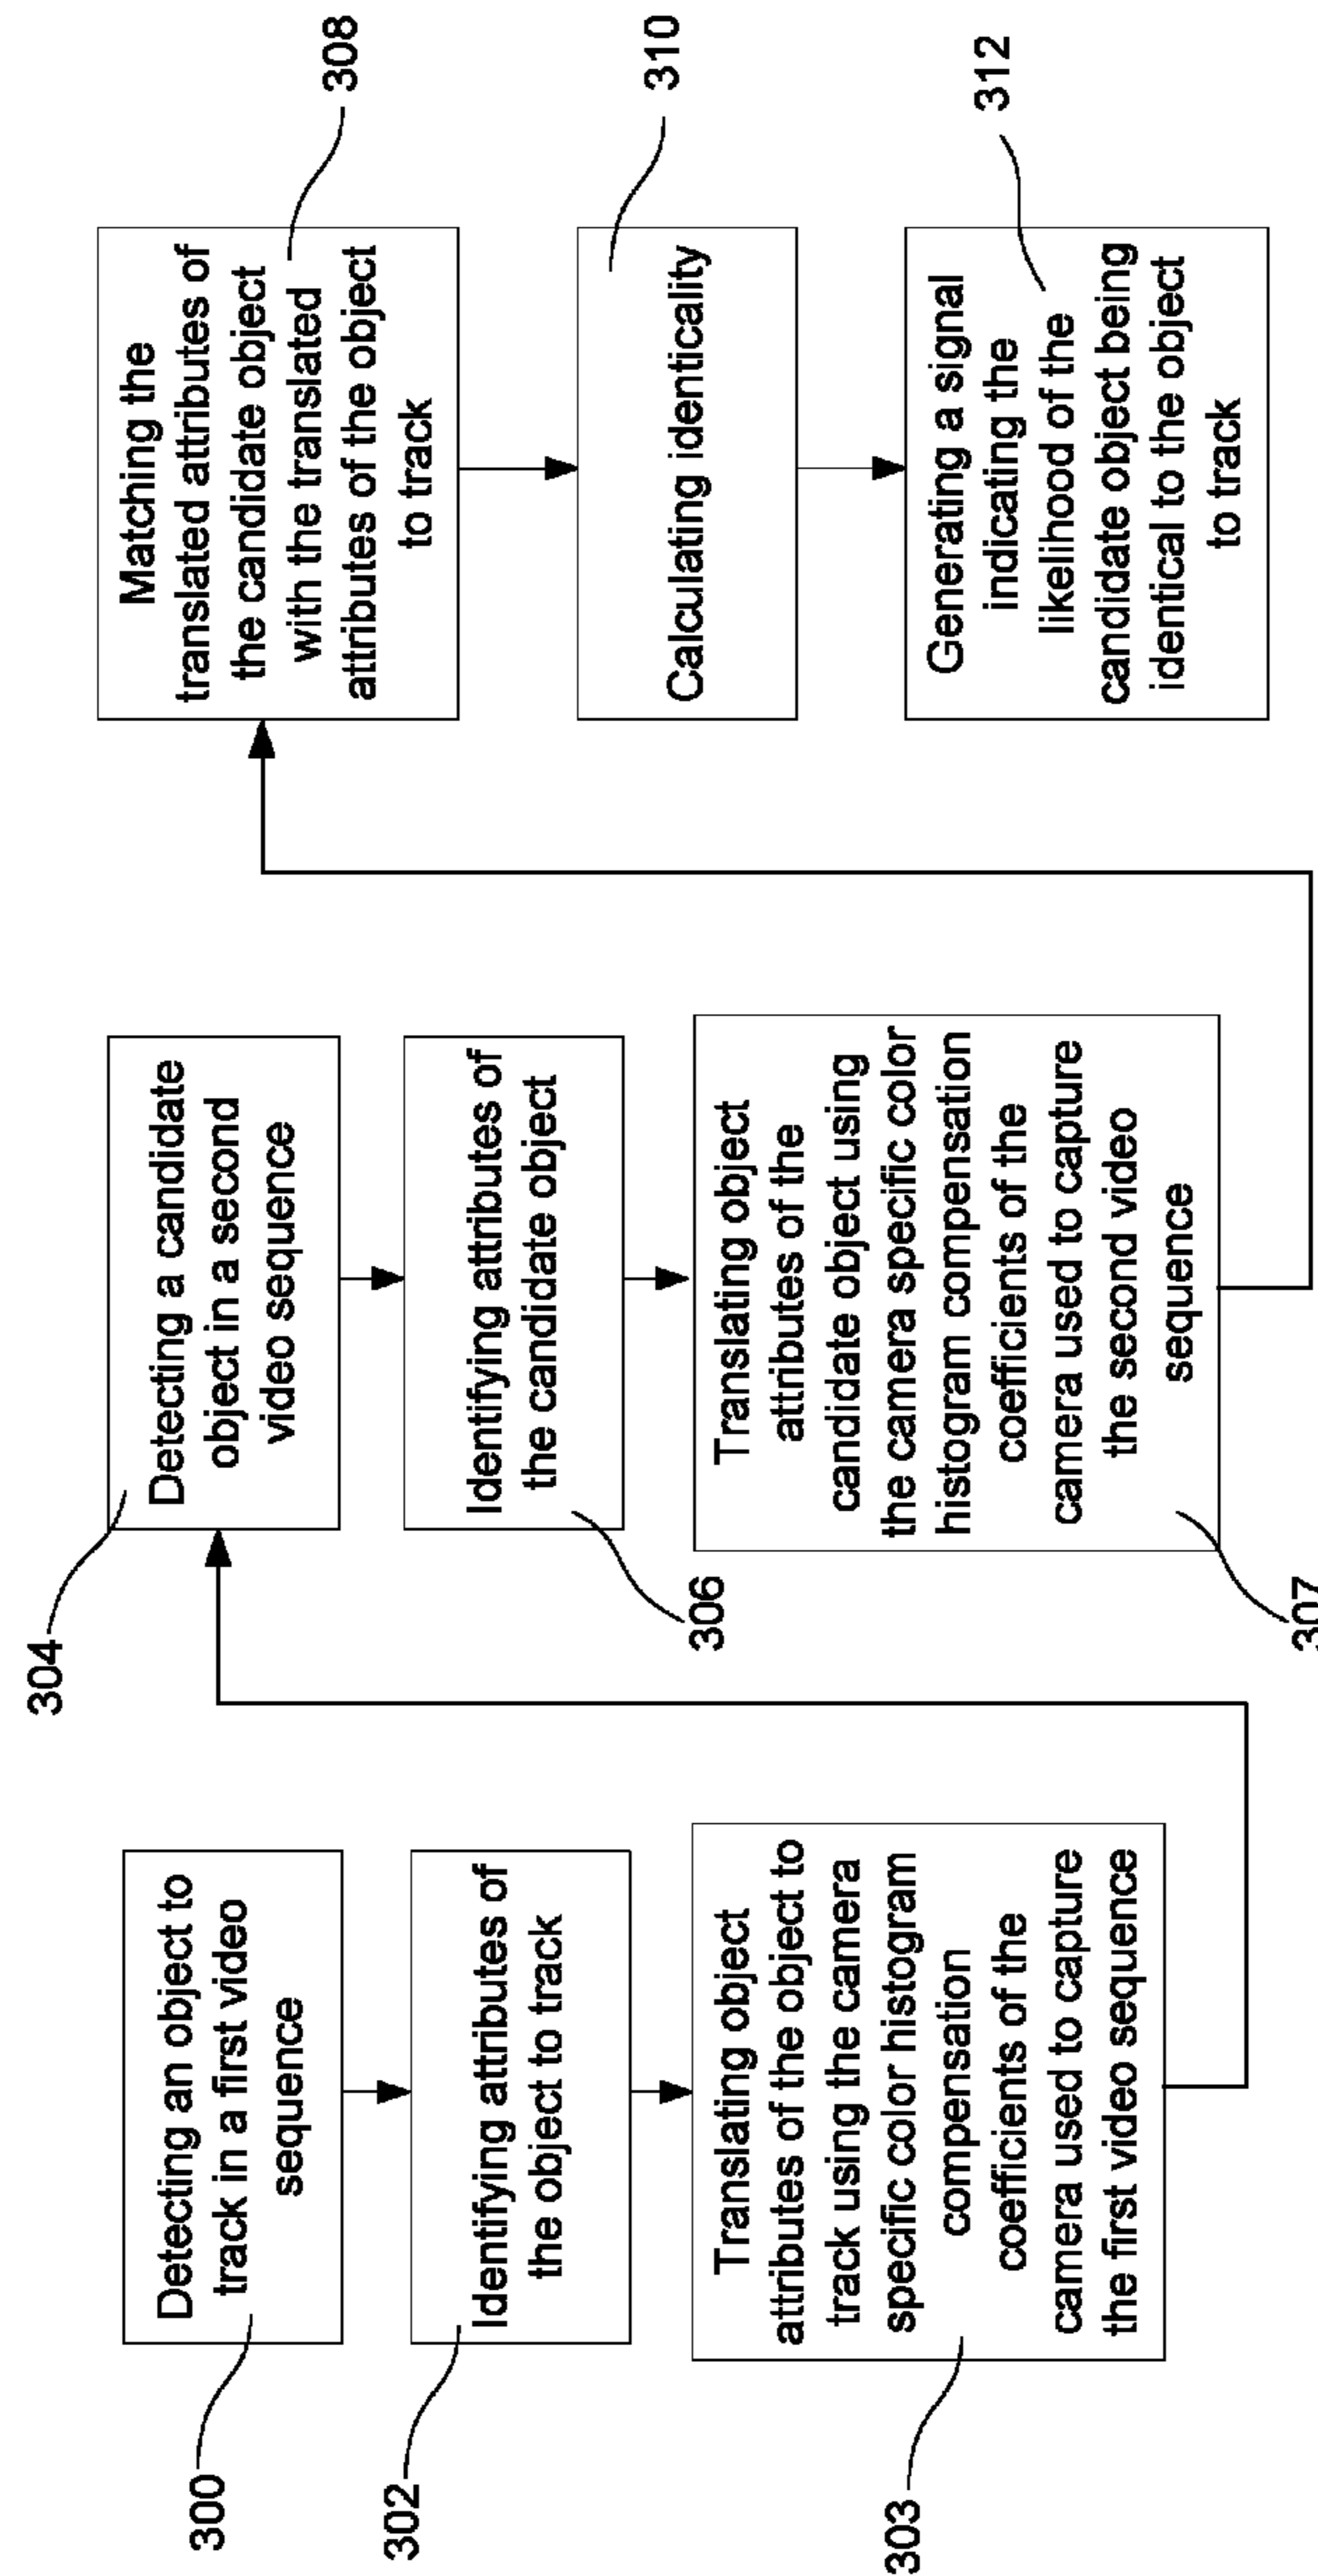 300
Detecting an object to
track in a first video
sequence
302
Identifying attributes of
the object to track
303
Translating object
attributes of the object to
track using the camera
specific color histogram
compensation
coefficients of the
camera used to capture
the first video sequence
304
Detecting a candidate
object in a second
video sequence
306
Identifying attributes of
the candidate object
307
Translating object
attributes of the
candidate object using
the camera specific color
histogram compensation
coefficients of the
camera used to capture
the second video
sequence
308
Matching the
translated attributes of
the candidate object
with the translated
attributes of the object
to track
310
Calculating identicality
312
Generating a signal
indicating the
likelihood of the
candidate object being
identical to the object
to track